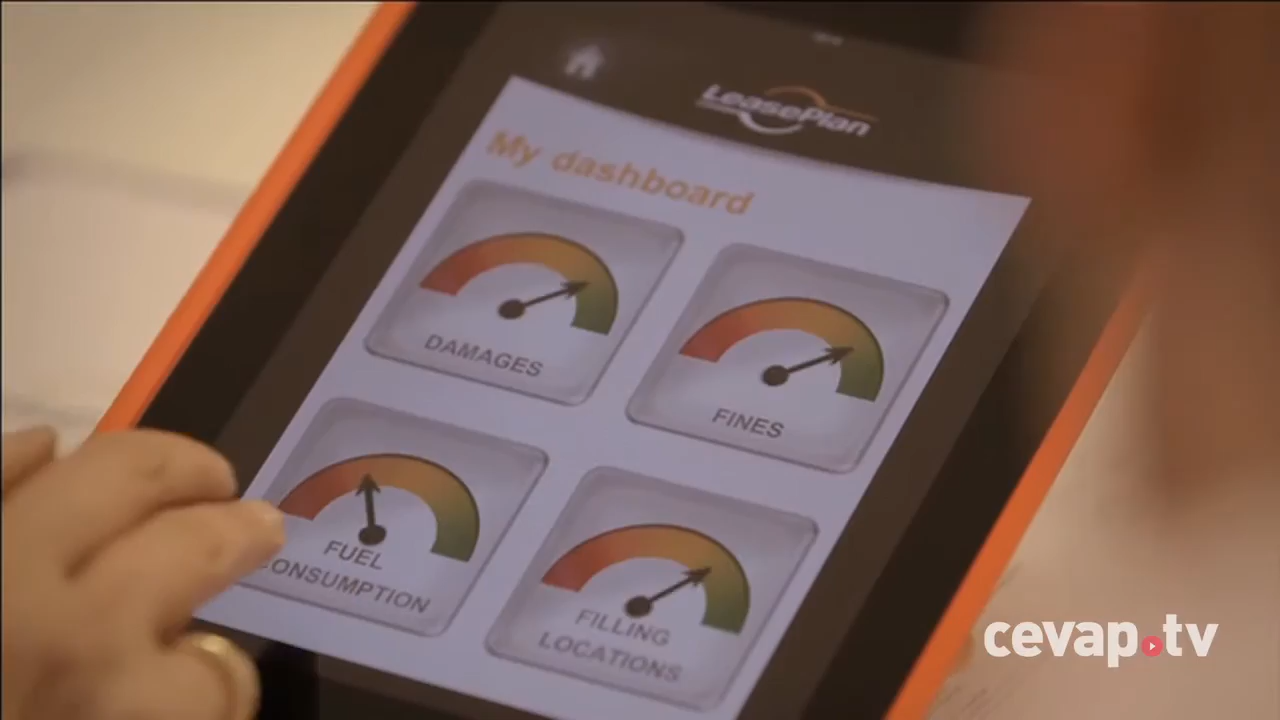 LeasePlan
My dashboard
DAMAGES
FINES
FUEL
CONSUMPTION
FILLING
LOCATIONS
cevap.tv